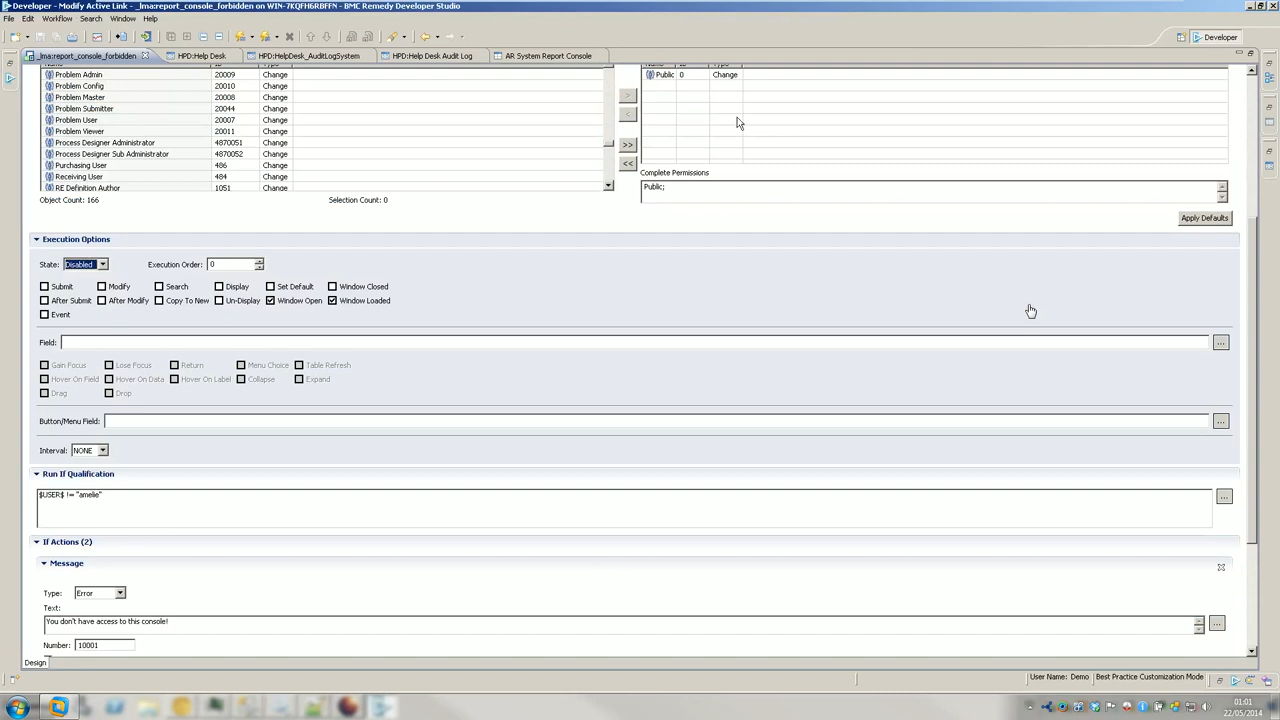 Developer - Modify Active Link - _lma:report_console_forbidden on WIN-7KQFH6RBFFN - BMC Remedy Developer Studio
File Edit Workflow Search Window Help
Developer
_lma:report_console_forbidden HPD:Help Desk HPD:HelpDesk_AuditLogSystem HPD:Help Desk Audit Log AR System Report Console
Problem Admin 20009 Change
Problem Config 20010 Change
Problem Master 20008 Change
Problem Submitter 20044 Change
Problem User 20007 Change
Problem Viewer 20011 Change
Process Designer Administrator 4870051 Change
Process Designer Sub Administrator 4870052 Change
Purchasing User 486 Change
Receiving User 484 Change
RE Definition Author 1051 Change
Object Count: 166 Selection Count: 0
Public 0 Change
>
<
>>
<<
Complete Permissions
Public;
Apply Defaults
Execution Options
State: Disabled Execution Order: 0
Submit Modify Search Display Set Default Window Closed
After Submit After Modify Copy To New Un-Display Window Open Window Loaded
Event
Field: ...
Gain Focus Lose Focus Return Menu Choice Table Refresh
Hover On Field Hover On Data Hover On Label Collapse Expand
Drag Drop
Button/Menu Field: ...
Interval: NONE
Run If Qualification
$USER$ != "amelie" ...
If Actions (2)
Message
Type: Error
Text:
You don't have access to this console! ...
Number: 10001
Design
User Name: Demo Best Practice Customization Mode
01:01
22/05/2014